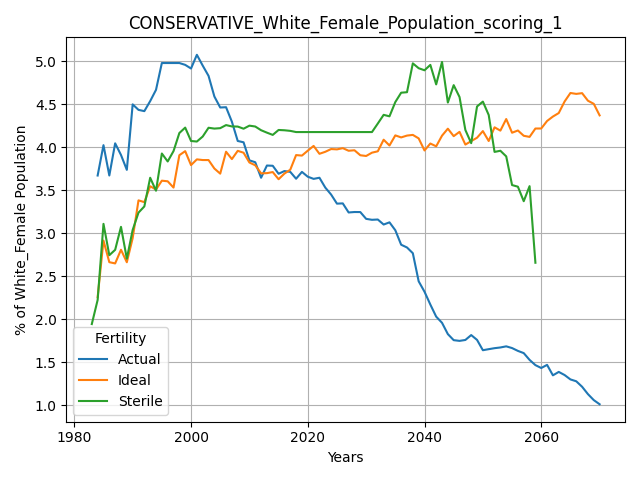 CONSERVATIVE_White_Female_Population_scoring_1
% of White_Female Population
5.0
4.5
4.0
3.5
3.0
2.5
2.0
1.5
1.0
Fertility
Actual
Ideal
Sterile
1980
2000
2020
2040
2060
Years